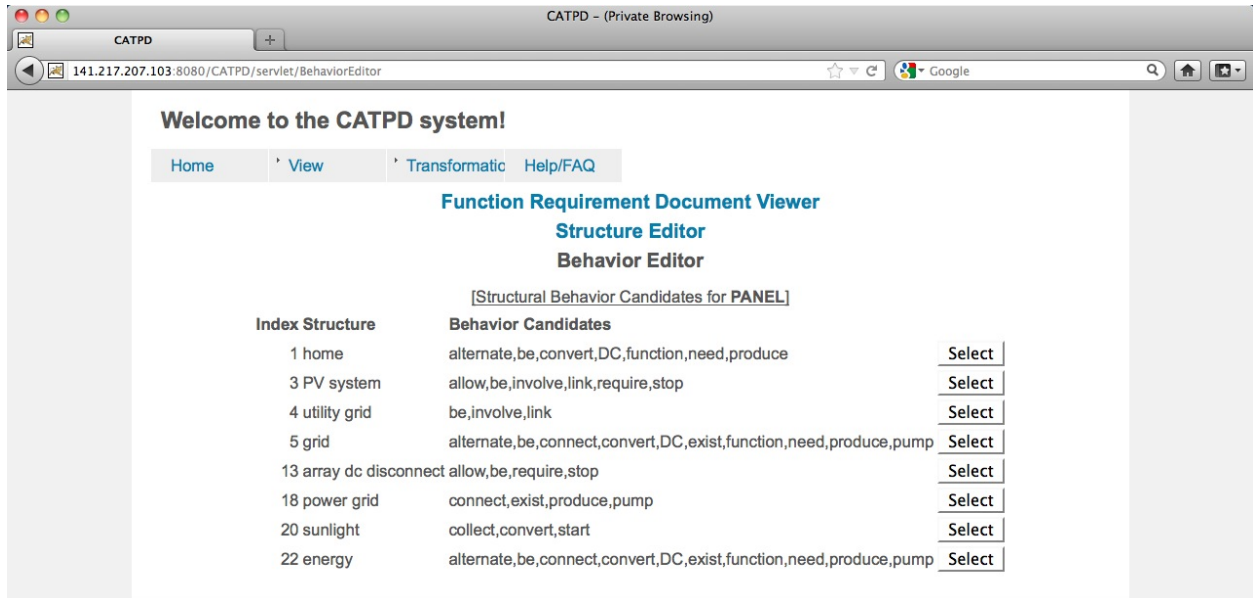 CATPD – (Private Browsing)
CATPD
141.217.207.103:8080/CATPD/servlet/BehaviorEditor Google
Welcome to the CATPD system!
Home View Transformatic Help/FAQ
Function Requirement Document Viewer
Structure Editor
Behavior Editor
[Structural Behavior Candidates for PANEL]
Index Structure Behavior Candidates
1 home alternate,be,convert,DC,function,need,produce Select
3 PV system allow,be,involve,link,require,stop Select
4 utility grid be,involve,link Select
5 grid alternate,be,connect,convert,DC,exist,function,need,produce,pump Select
13 array dc disconnect allow,be,require,stop Select
18 power grid connect,exist,produce,pump Select
20 sunlight collect,convert,start Select
22 energy alternate,be,connect,convert,DC,exist,function,need,produce,pump Select